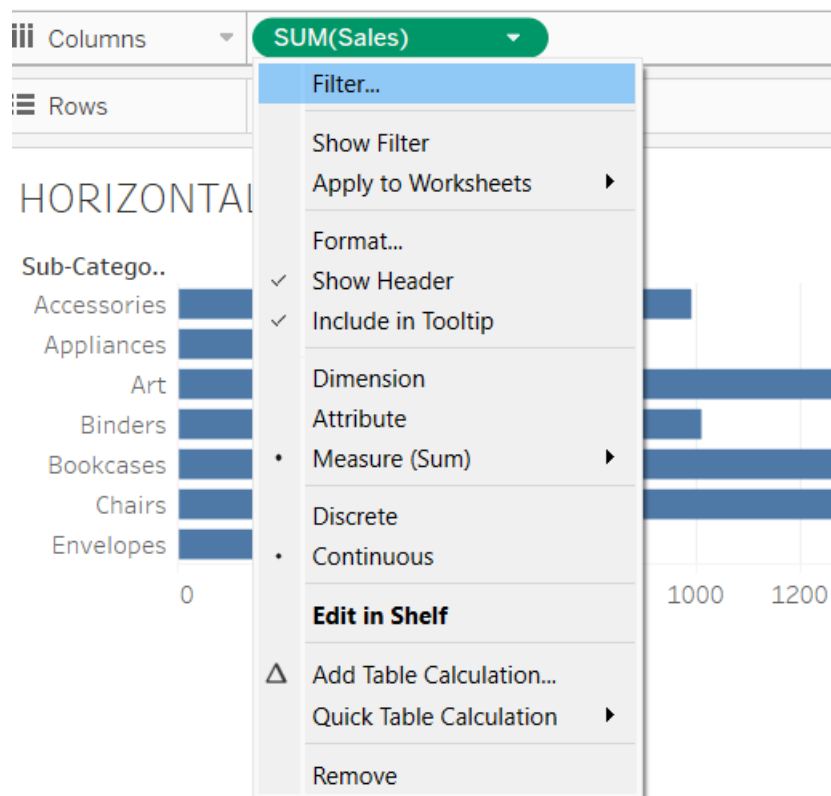 Columns
SUM(Sales)
Filter...
Rows
Show Filter
Apply to Worksheets
HORIZONTAL
Format...
Sub-Catego..
Show Header
Accessories
Include in Tooltip
Appliances
Art
Dimension
Binders
Attribute
Bookcases
Measure (Sum)
Chairs
Discrete
Envelopes
Continuous
0
1000
1200
Edit in Shelf
Add Table Calculation...
Quick Table Calculation
Remove